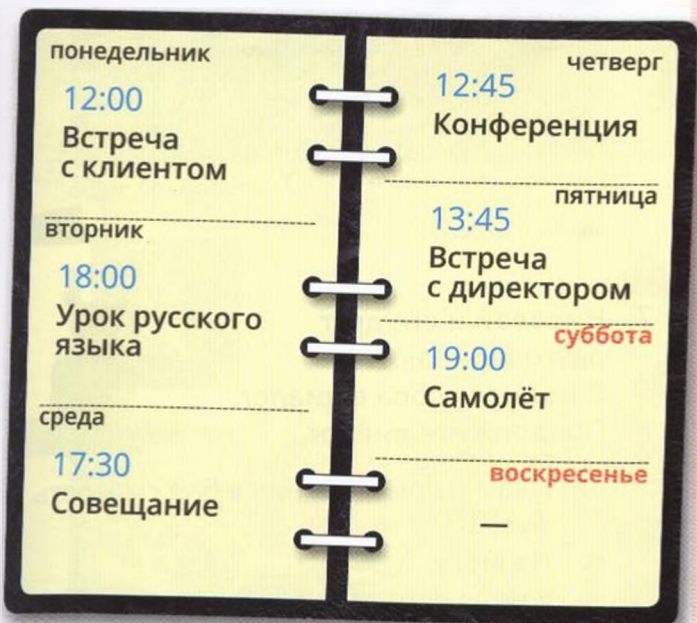 понедельник
12:00
Встреча
с клиентом
вторник
18:00
Урок русского
языка
среда
17:30
Совещание
четверг
12:45
Конференция
пятница
13:45
Встреча
с директором
суббота
19:00
Самолёт
воскресенье
—